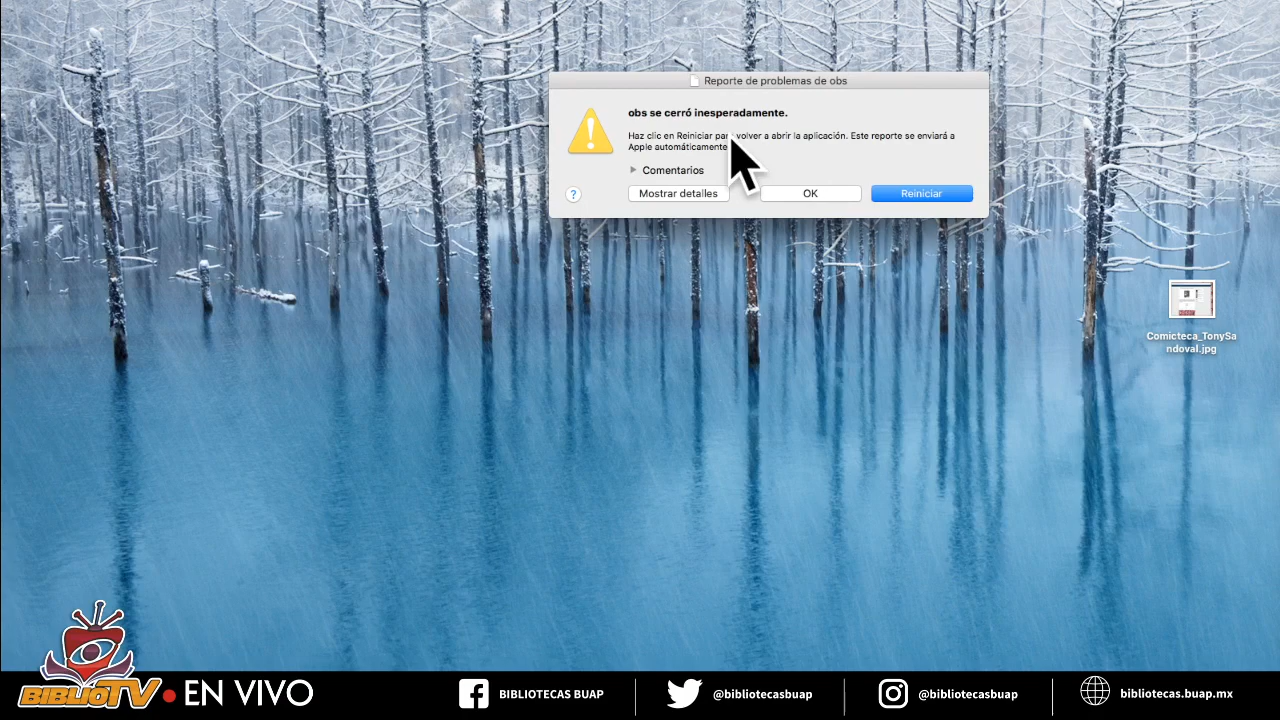 Reporte de problemas de obs
obs se cerró inesperadamente.
Haz clic en Reiniciar para volver a abrir la aplicación. Este reporte se enviará a
Apple automáticamente
Comentarios
?
Mostrar detalles
OK
Reiniciar
Comicteca_TonySa
ndoval.jpg
BIBLIOTV
EN VIVO
BIBLIOTECAS BUAP
@bibliotecasbuap
@bibliotecasbuap
bibliotecas.buap.mx